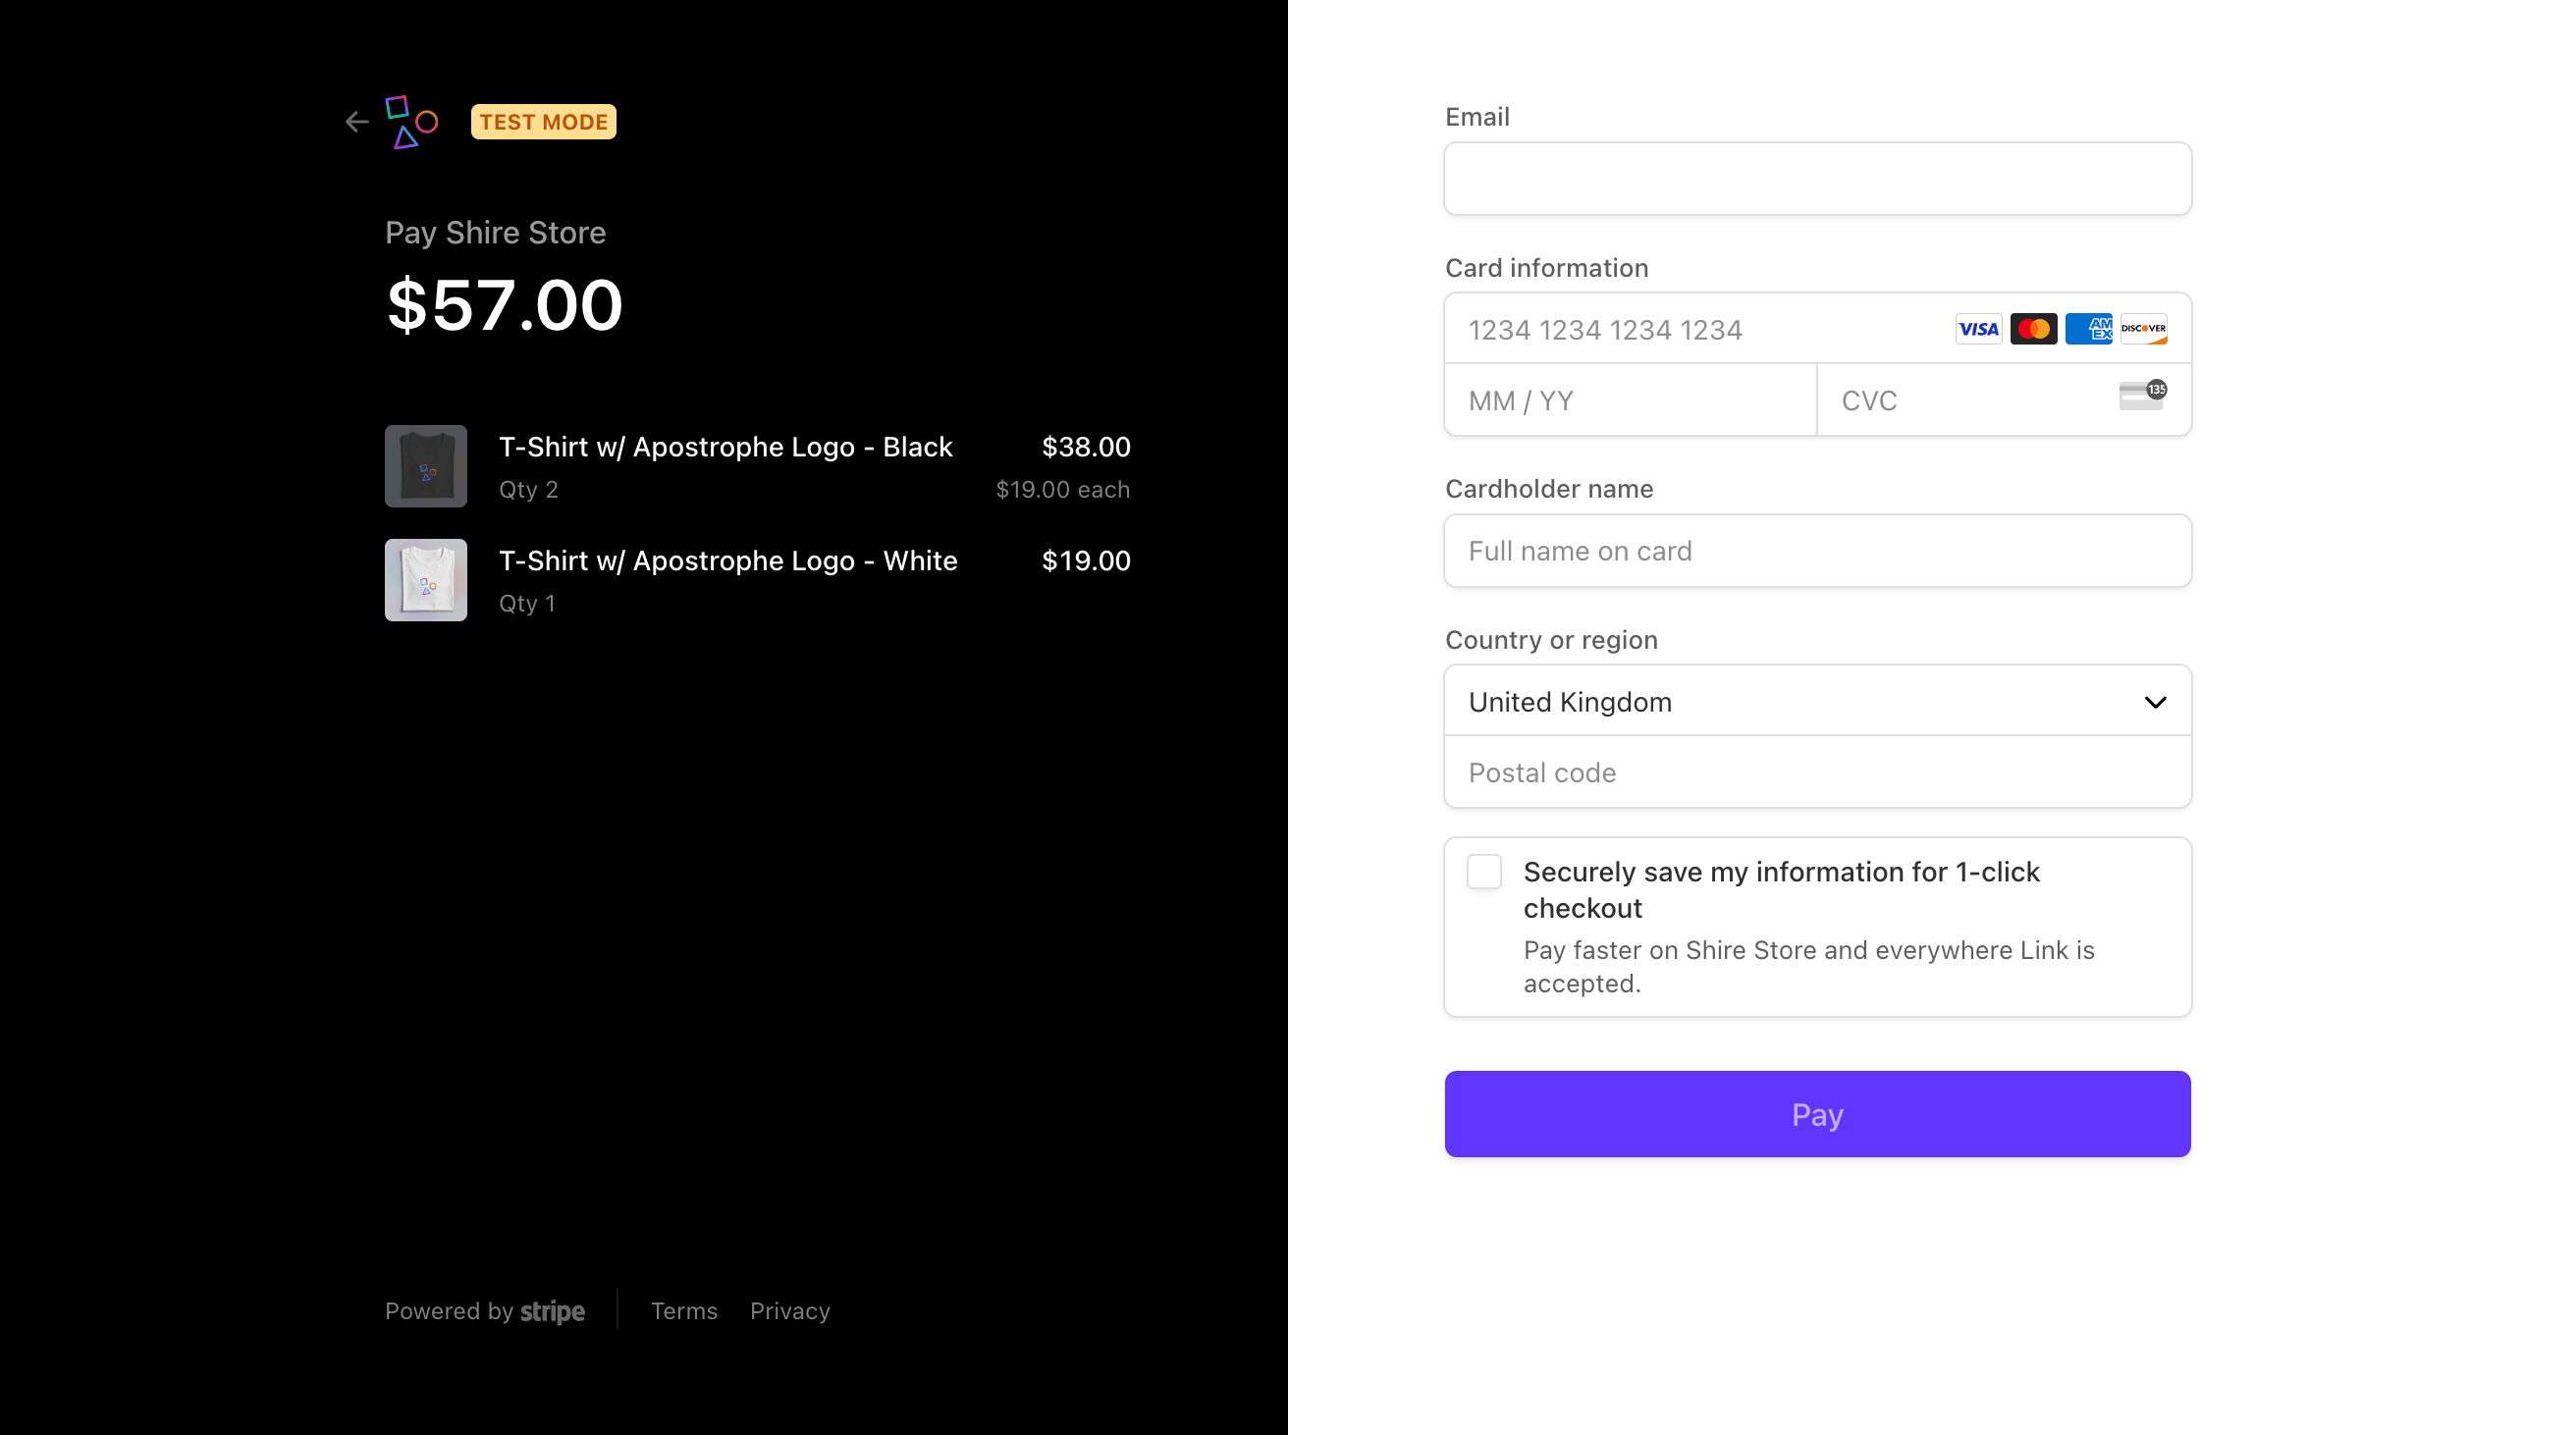 TEST MODE
Pay Shire Store
$57.00
T-Shirt w/ Apostrophe Logo - Black $38.00
Qty 2 $19.00 each
T-Shirt w/ Apostrophe Logo - White $19.00
Qty 1
Powered by stripe Terms Privacy
Email
Card information
1234 1234 1234 1234 VISA AM EX DISCOVER
MM / YY CVC 135
Cardholder name
Full name on card
Country or region
United Kingdom
Postal code
Securely save my information for 1-click
checkout
Pay faster on Shire Store and everywhere Link is
accepted.
Pay